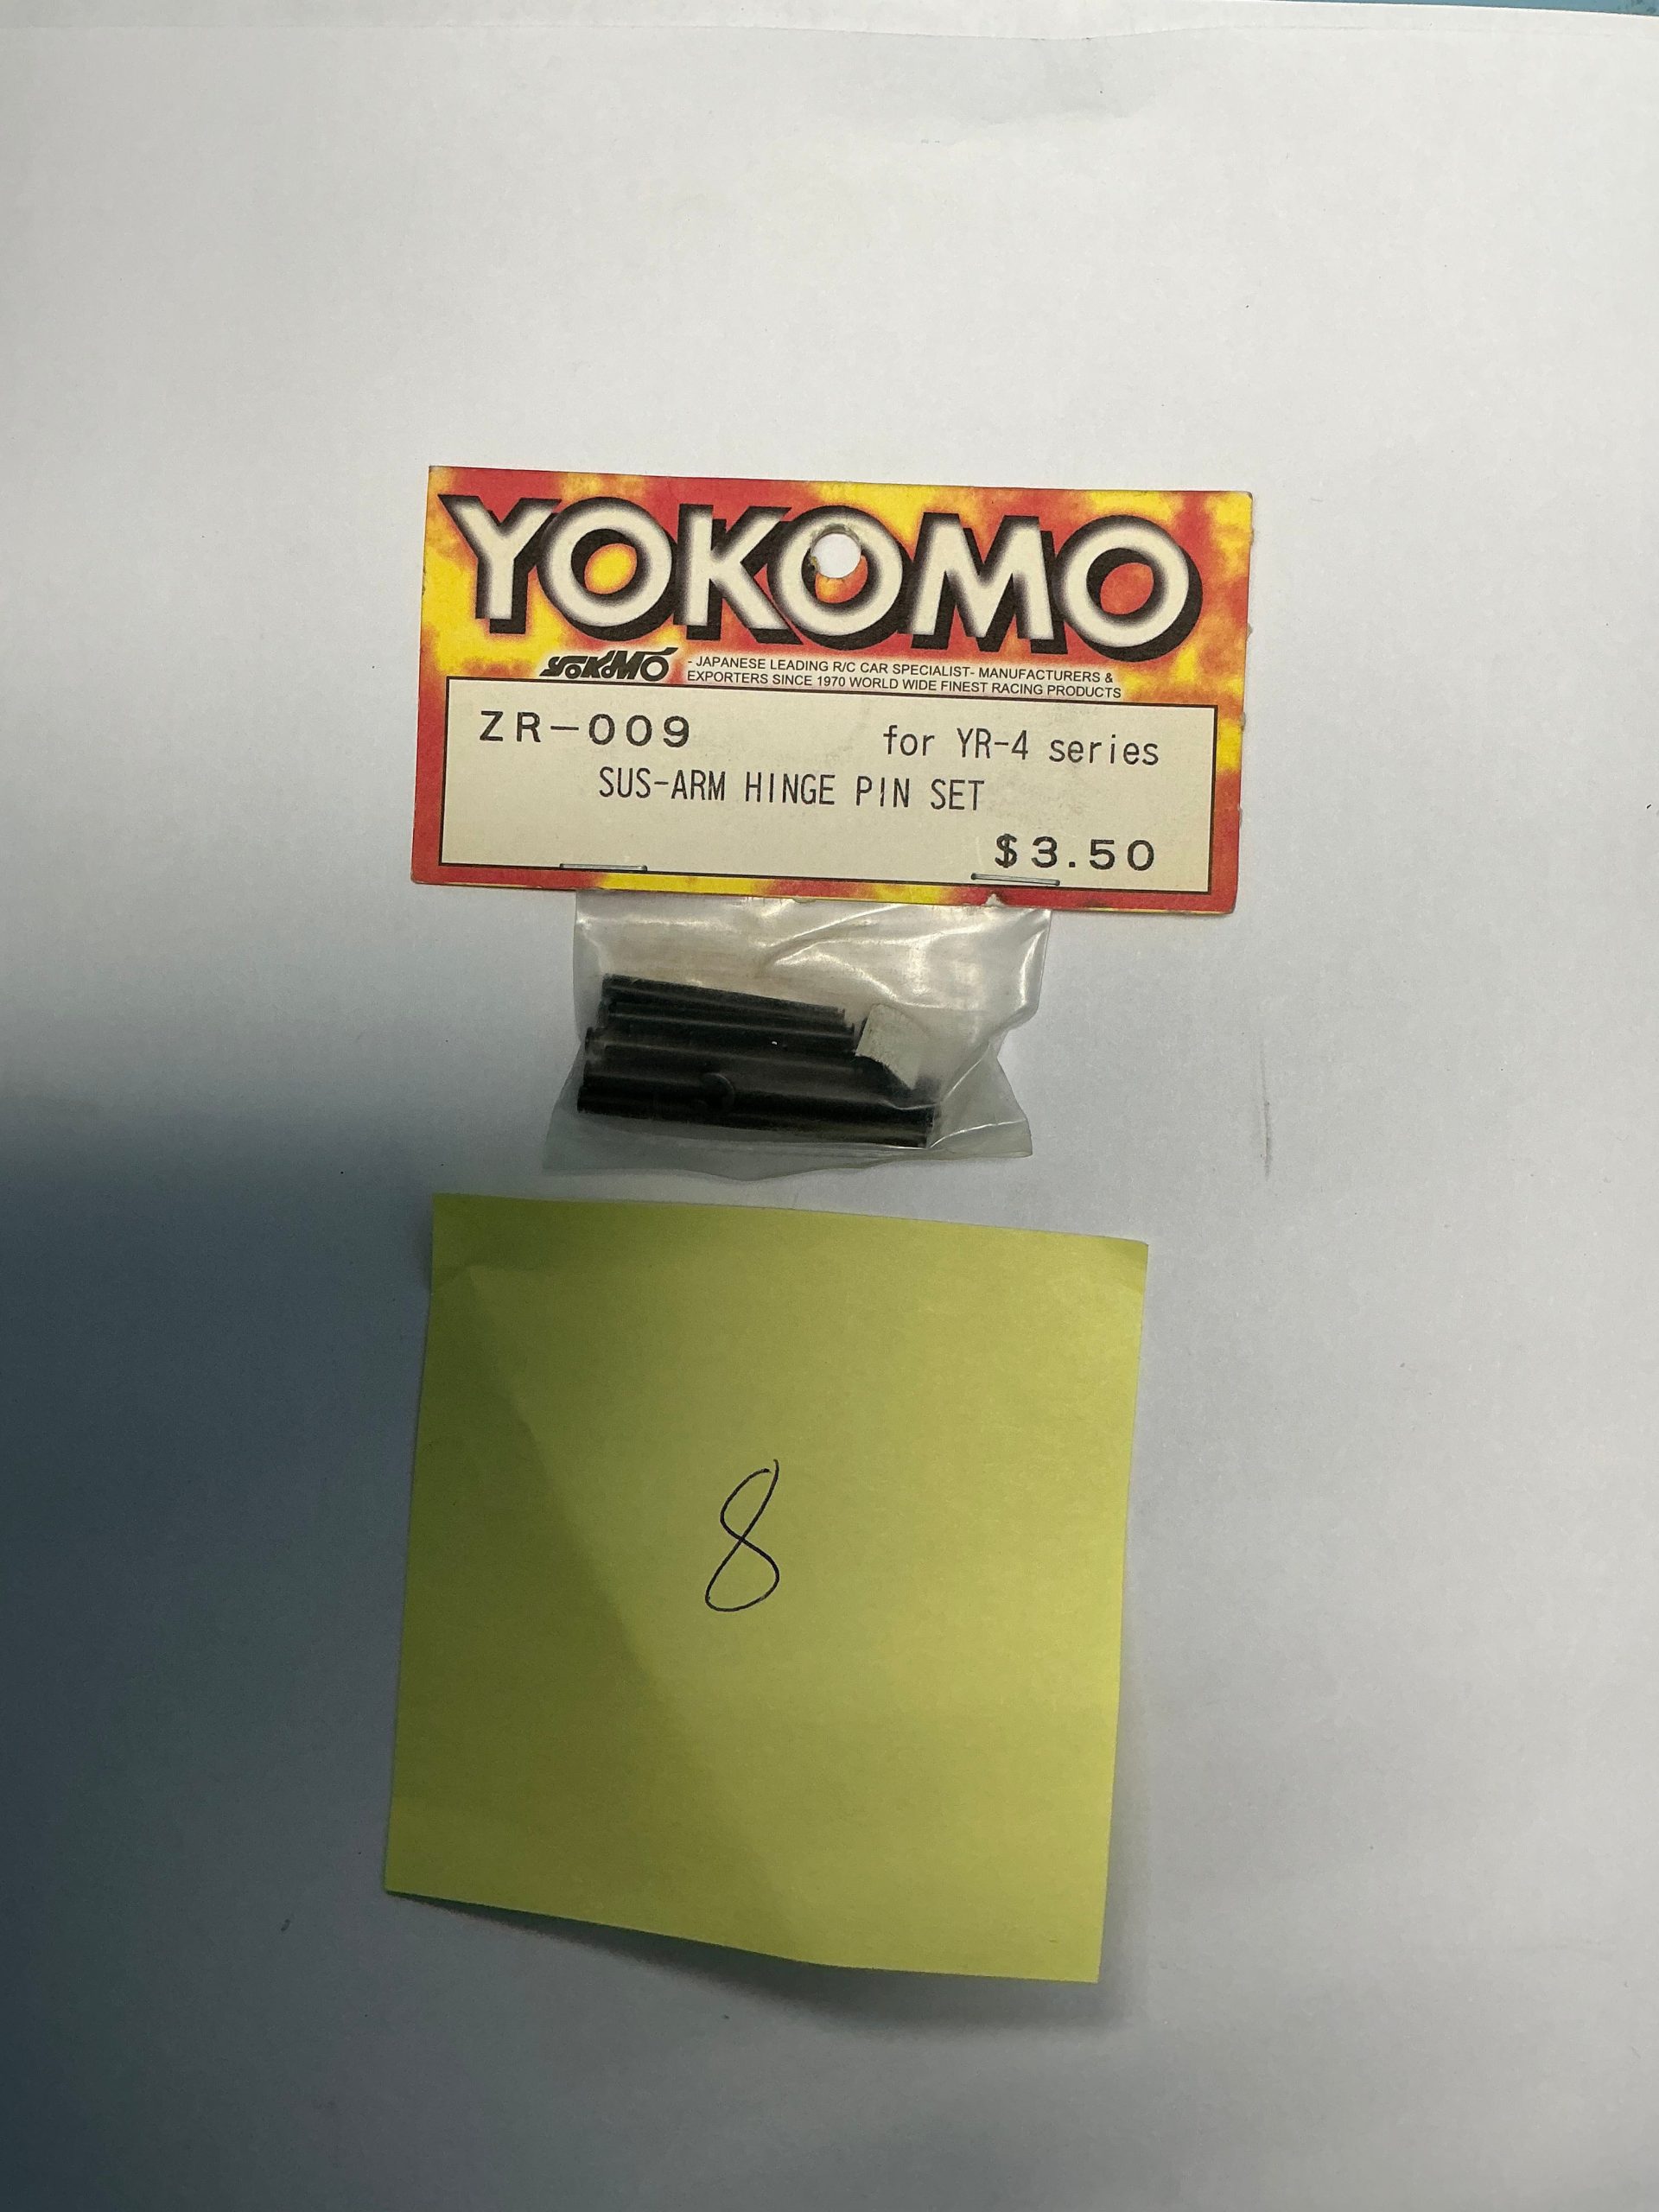 YOKOMO
YOKOMO
- JAPANESE LEADING R/C CAR SPECIALIST- MANUFACTURERS &
EXPORTERS SINCE 1970 WORLD WIDE FINEST RACING PRODUCTS
ZR-009 for YR-4 series
SUS-ARM HINGE PIN SET
$3.50
8